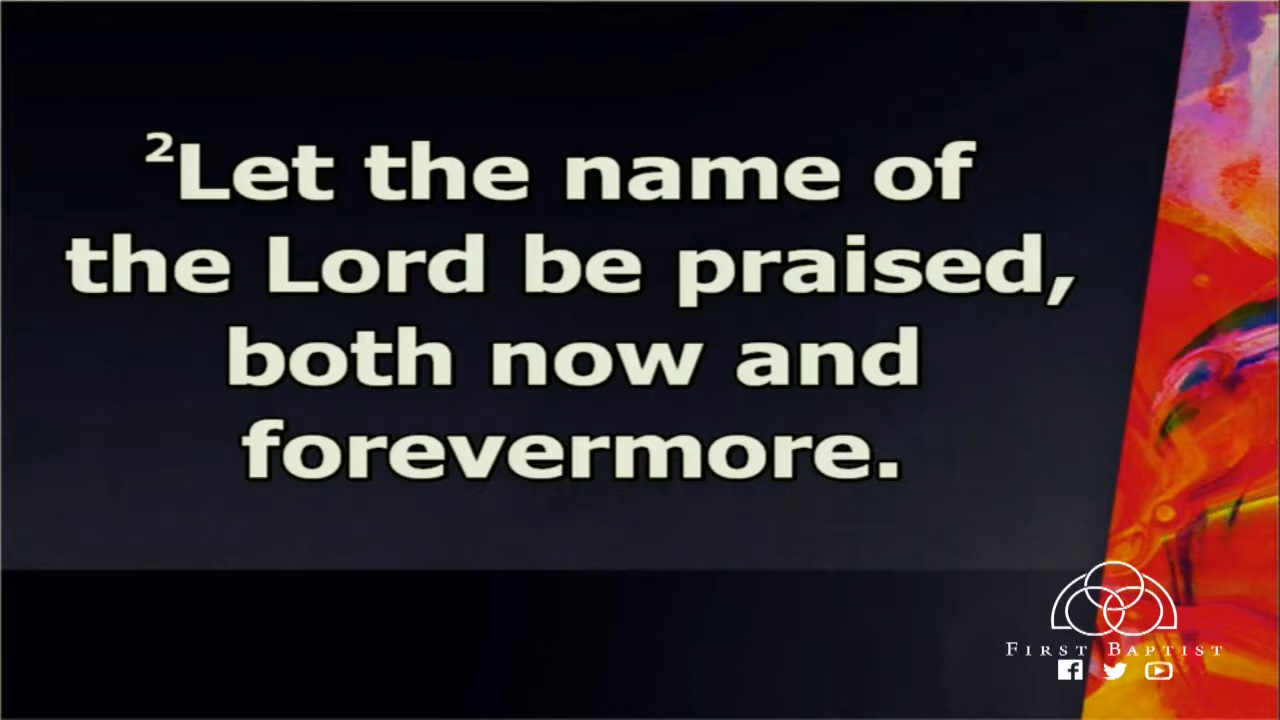 ²Let the name of
the Lord be praised,
both now and
forevermore.
First Baptist